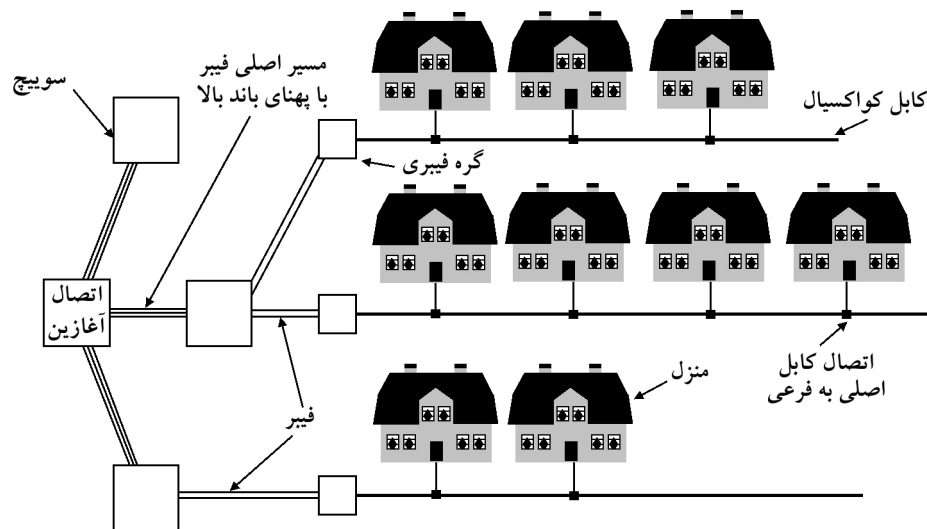 سوییچ
مسیر اصلی فیبر
با پهنای باند بالا
کابل کواکسیال
گره فیبری
اتصال
آغازین
منزل
اتصال کابل
اصلی به فرعی
فیبر